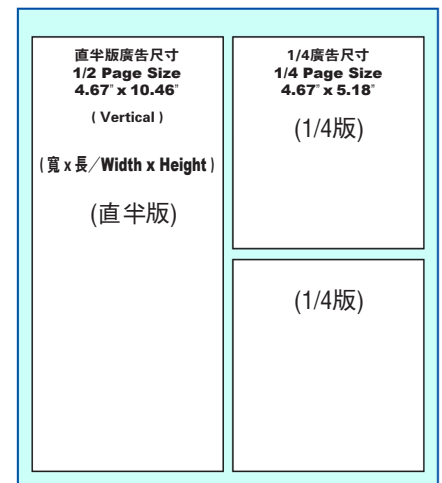 直半版廣告尺寸
1/2 Page Size
4.67" x 10.46"
( Vertical )
( 寬 x 長/Width x Height )
(直半版)
1/4廣告尺寸
1/4 Page Size
4.67" x 5.18"
(1/4版)
(1/4版)